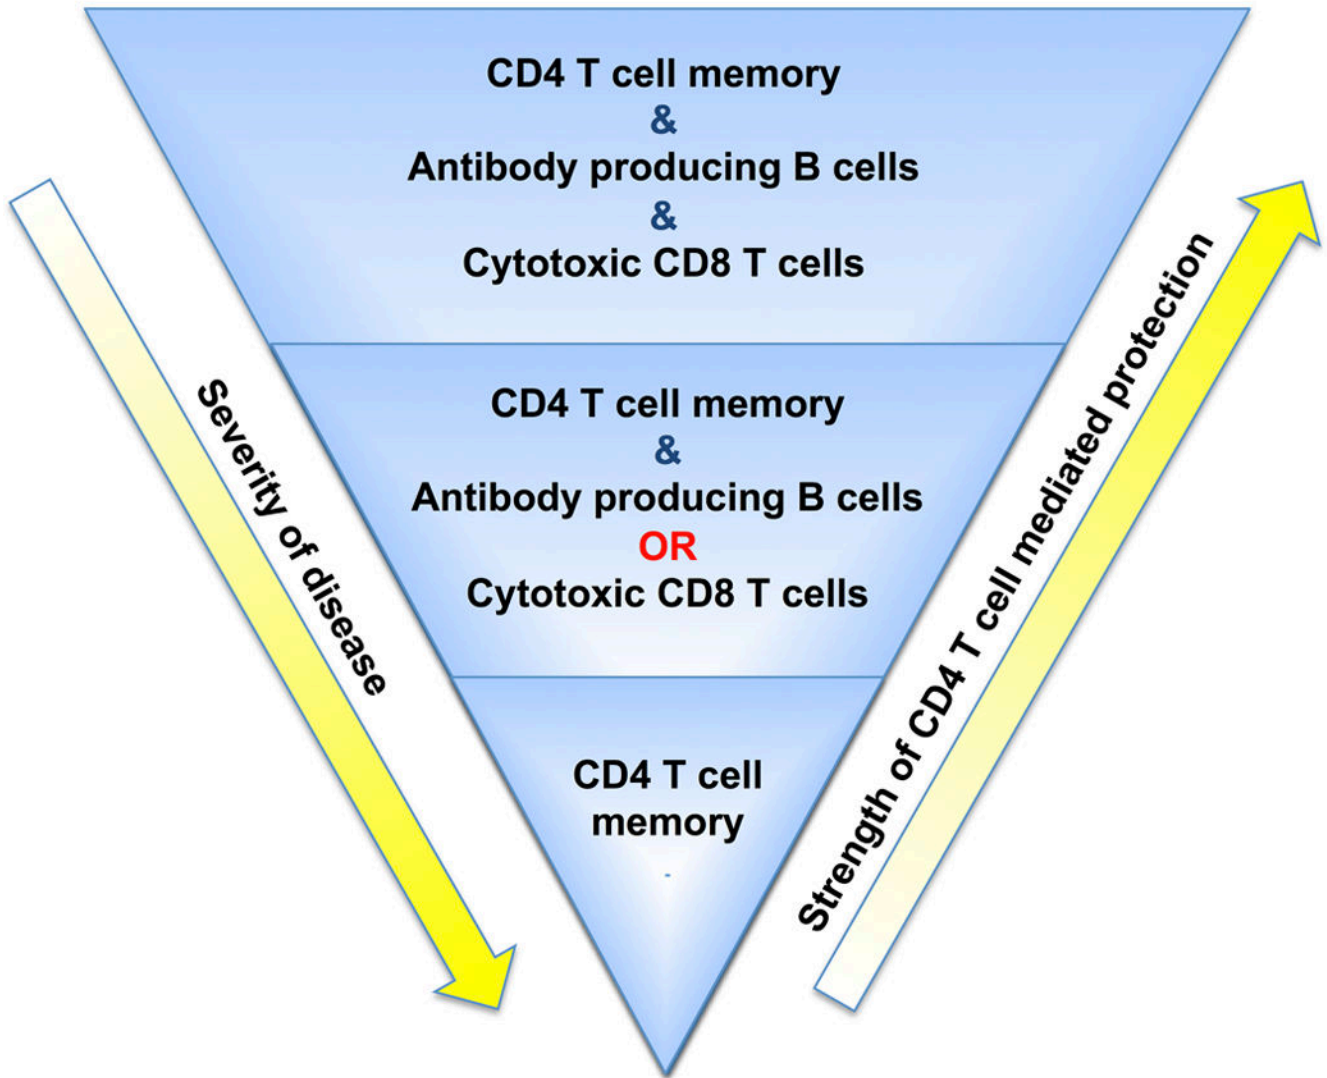 CD4 T cell memory
&
Antibody producing B cells
&
Cytotoxic CD8 T cells
CD4 T cell memory
&
Antibody producing B cells
OR
Cytotoxic CD8 T cells
CD4 T cell
memory
Severity of disease
Strength of CD4 T cell mediated protection